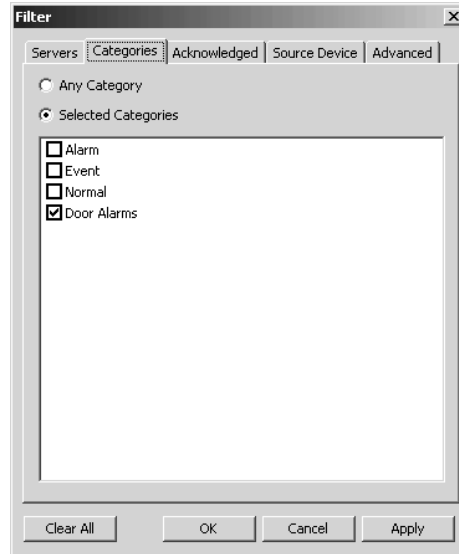 Filter
Servers Categories Acknowledged Source Device Advanced
Any Category
Selected Categories
Alarm
Event
Normal
Door Alarms
Clear All OK Cancel Apply